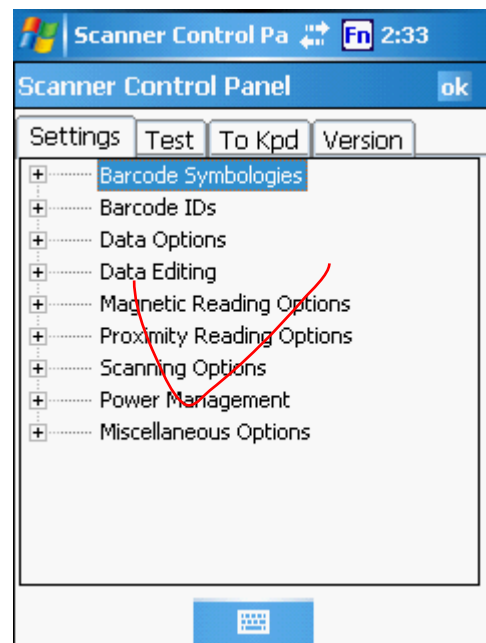 Scanner Control Pa Fn 2:33
Scanner Control Panel ok
Settings Test To Kpd Version
Barcode Symbologies
Barcode IDs
Data Options
Data Editing
Magnetic Reading Options
Proximity Reading Options
Scanning Options
Power Management
Miscellaneous Options